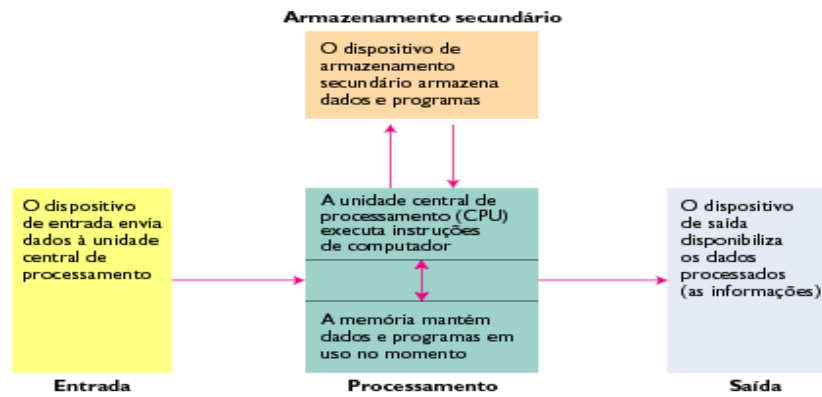 Armazenamento secundário
O dispositivo de
armazenamento
secundário armazena
dados e programas
O dispositivo
de entrada envia
dados à unidade
central de
processamento
A unidade central de
processamento (CPU)
executa instruções
de computador
A memória mantém
dados e programas em
uso no momento
O dispositivo
de saída
disponibiliza
os dados
processados
(as informações)
Entrada
Processamento
Saída